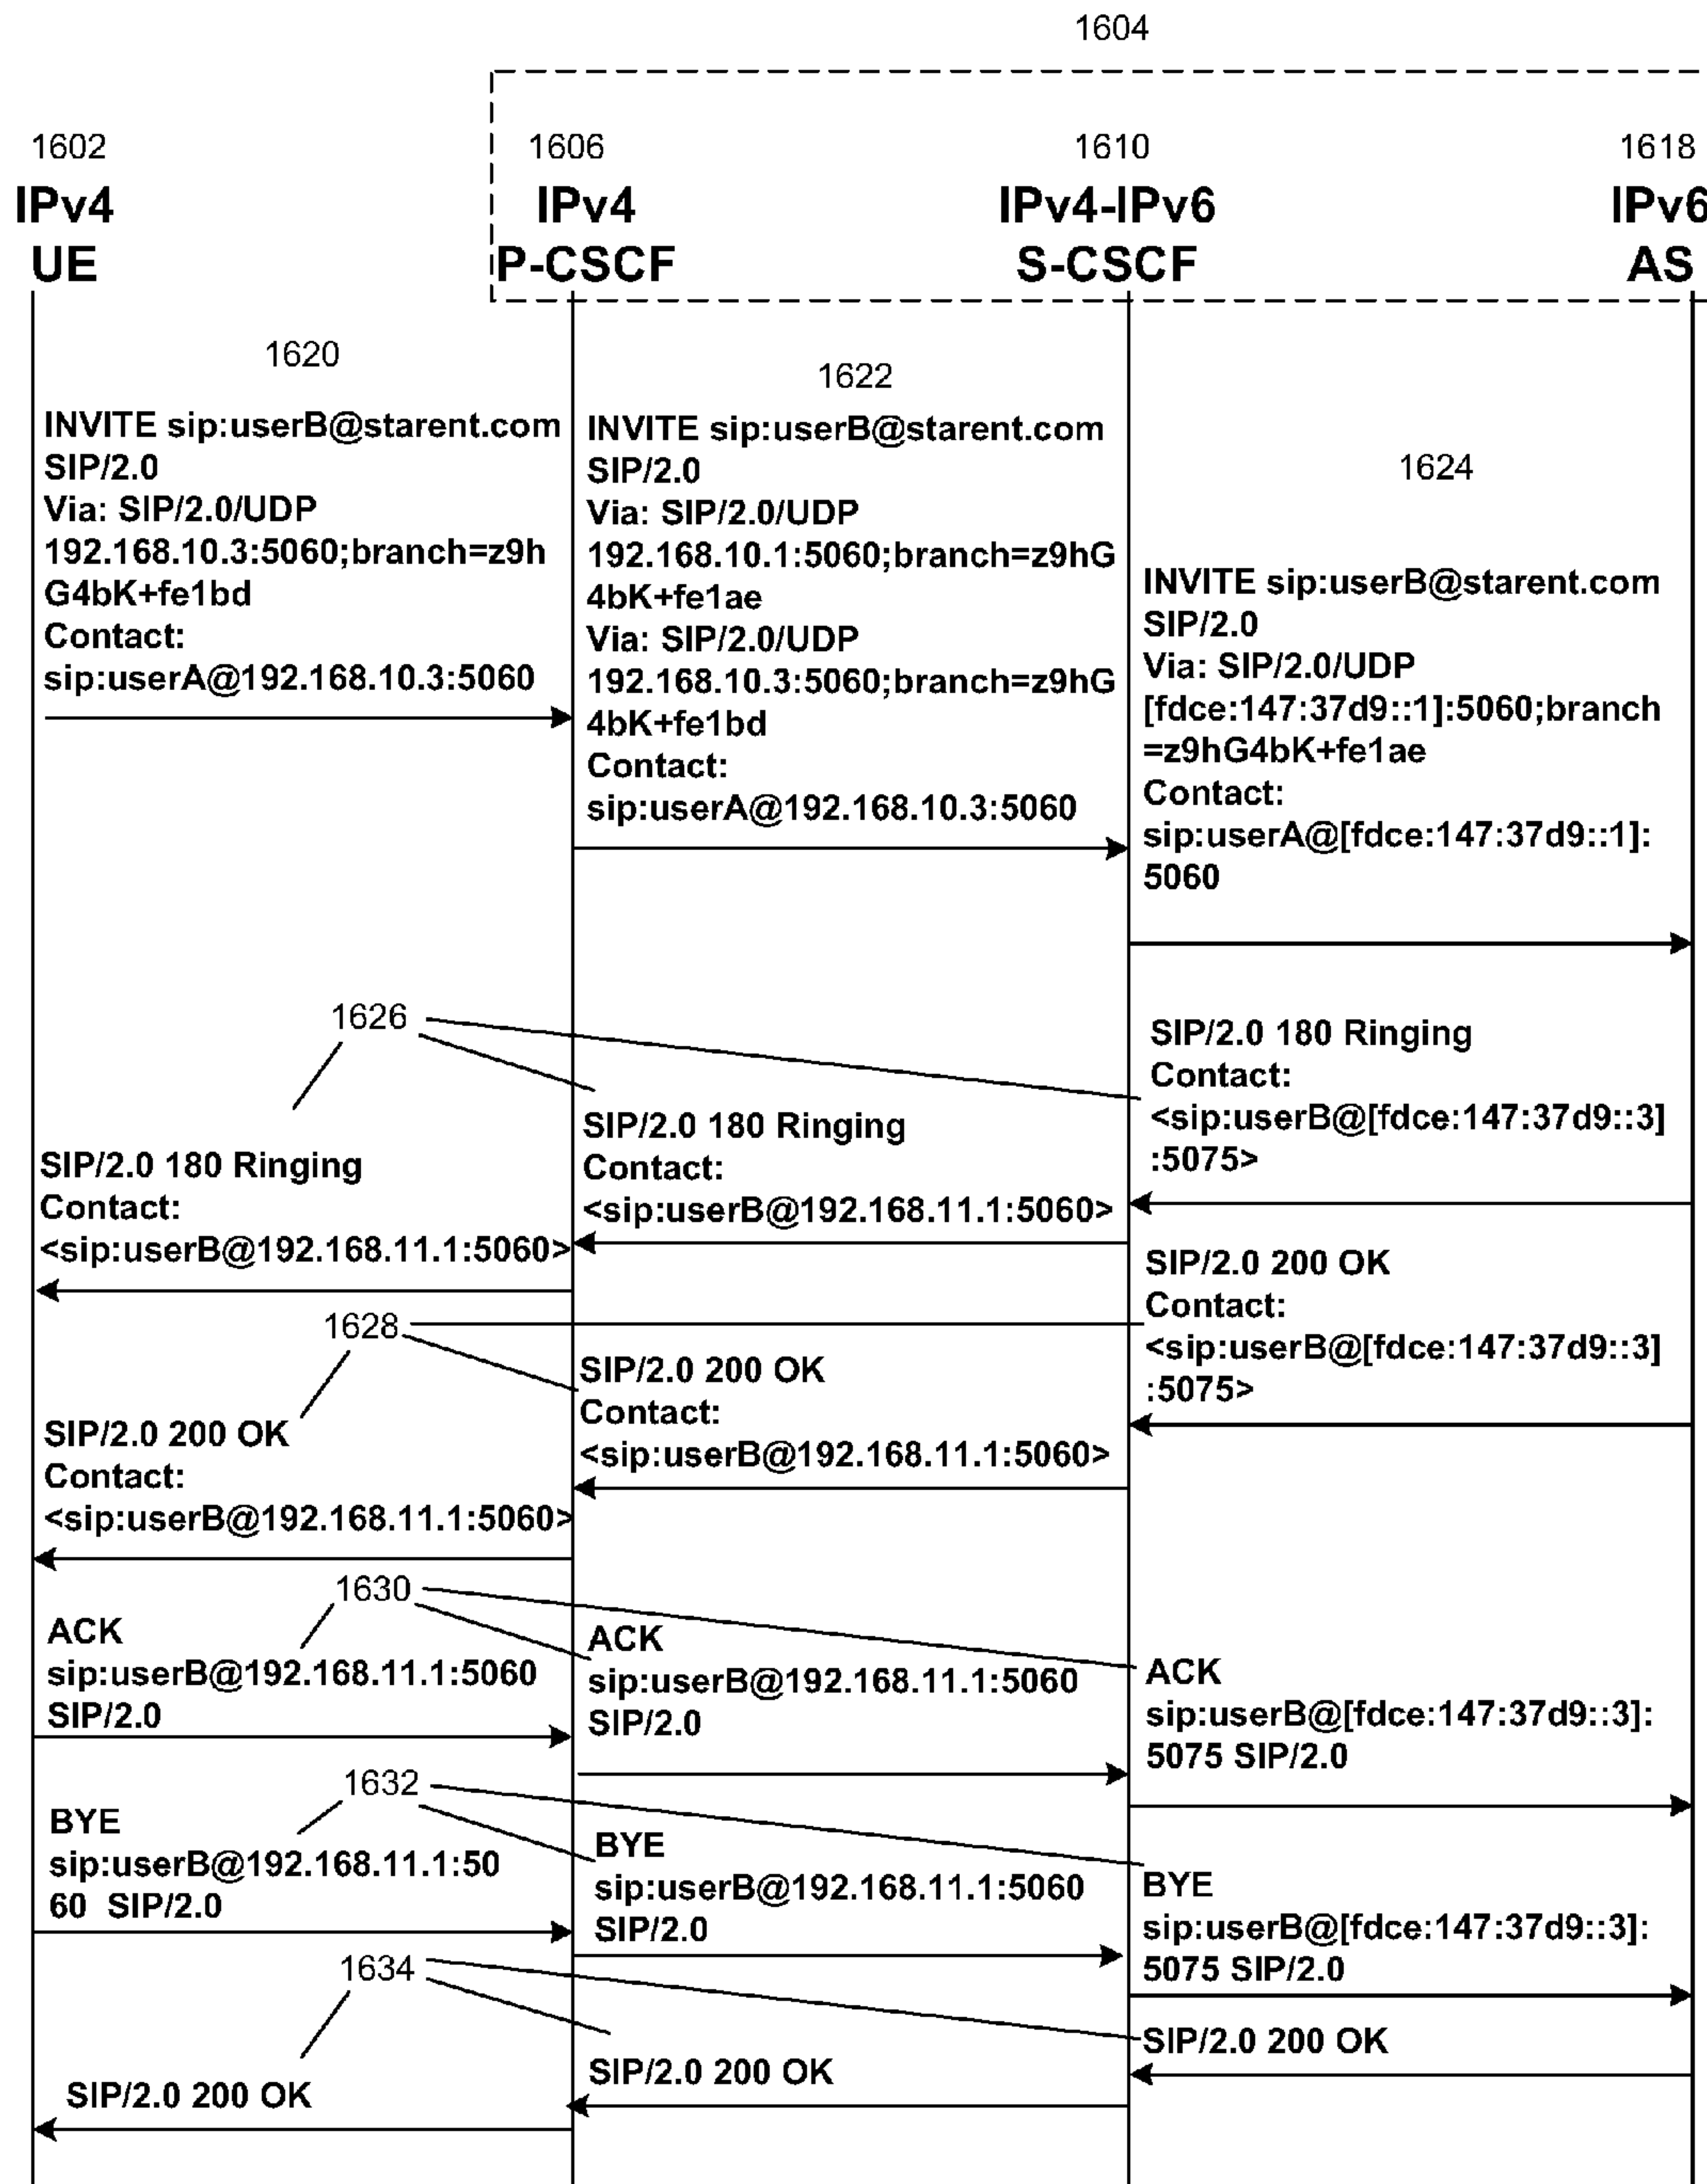 1604
1602
IPv4
UE
1606
IPv4
P-CSCF
1610
IPv4-IPv6
S-CSCF
1618
IPv6
AS
1620
INVITE sip:userB@starent.com
SIP/2.0
Via: SIP/2.0/UDP
192.168.10.3:5060;branch=z9h
G4bK+fe1bd
Contact:
sip:userA@192.168.10.3:5060
1622
INVITE sip:userB@starent.com
SIP/2.0
Via: SIP/2.0/UDP
192.168.10.1:5060;branch=z9hG
4bK+fe1ae
Via: SIP/2.0/UDP
192.168.10.3:5060;branch=z9hG
4bK+fe1bd
Contact:
sip:userA@192.168.10.3:5060
1624
INVITE sip:userB@starent.com
SIP/2.0
Via: SIP/2.0/UDP
[fdce:147:37d9::1]:5060;branch
=z9hG4bK+fe1ae
Contact:
sip:userA@[fdce:147:37d9::1]:
5060
1626
SIP/2.0 180 Ringing
Contact:
<sip:userB@[fdce:147:37d9::3]
:5075>
SIP/2.0 180 Ringing
Contact:
<sip:userB@192.168.11.1:5060>
SIP/2.0 180 Ringing
Contact:
<sip:userB@192.168.11.1:5060>
1628
SIP/2.0 200 OK
Contact:
<sip:userB@[fdce:147:37d9::3]
:5075>
SIP/2.0 200 OK
Contact:
<sip:userB@192.168.11.1:5060>
SIP/2.0 200 OK
Contact:
<sip:userB@192.168.11.1:5060>
1630
ACK
sip:userB@192.168.11.1:5060
SIP/2.0
ACK
sip:userB@192.168.11.1:5060
SIP/2.0
ACK
sip:userB@[fdce:147:37d9::3]:
5075 SIP/2.0
1632
BYE
sip:userB@192.168.11.1:50
60  SIP/2.0
BYE
sip:userB@192.168.11.1:5060
SIP/2.0
BYE
sip:userB@[fdce:147:37d9::3]:
5075 SIP/2.0
1634
SIP/2.0 200 OK
SIP/2.0 200 OK
SIP/2.0 200 OK